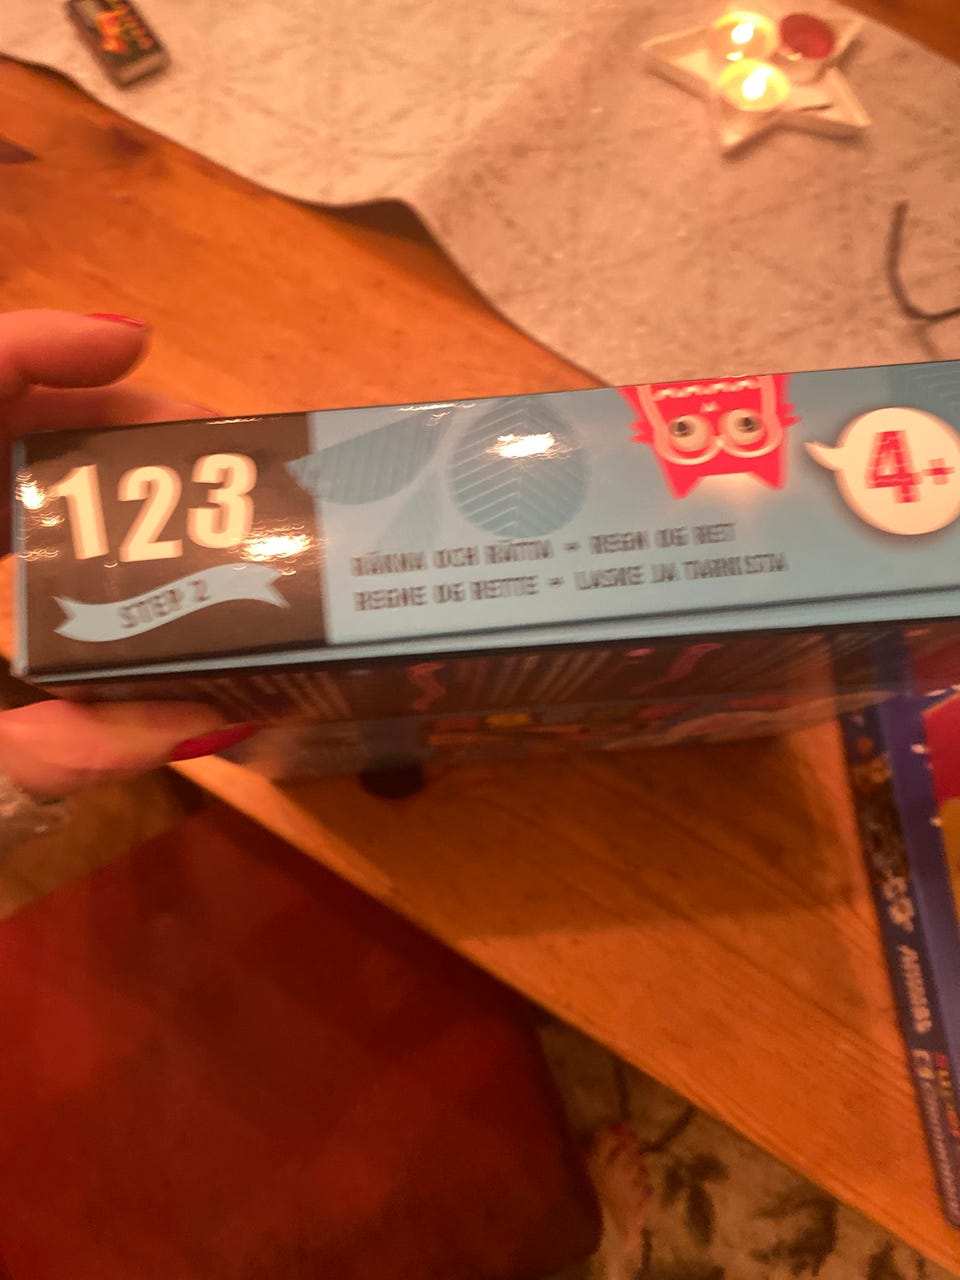 123
STEP 2
RÄKNA OCH RÄTTA - REGN OG RET
REGNE OG RETTE - LASKE JA TARKISTA
4+